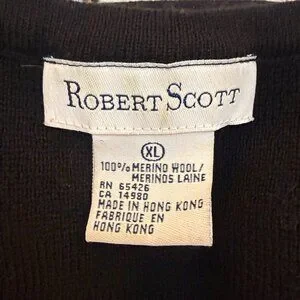 ROBERT SCOTT
XL
100% MERINO WOOL/
MERINOS LAINE
RN 65426
CA 14980
MADE IN HONG KONG
FABRIQUE EN
HONG KONG